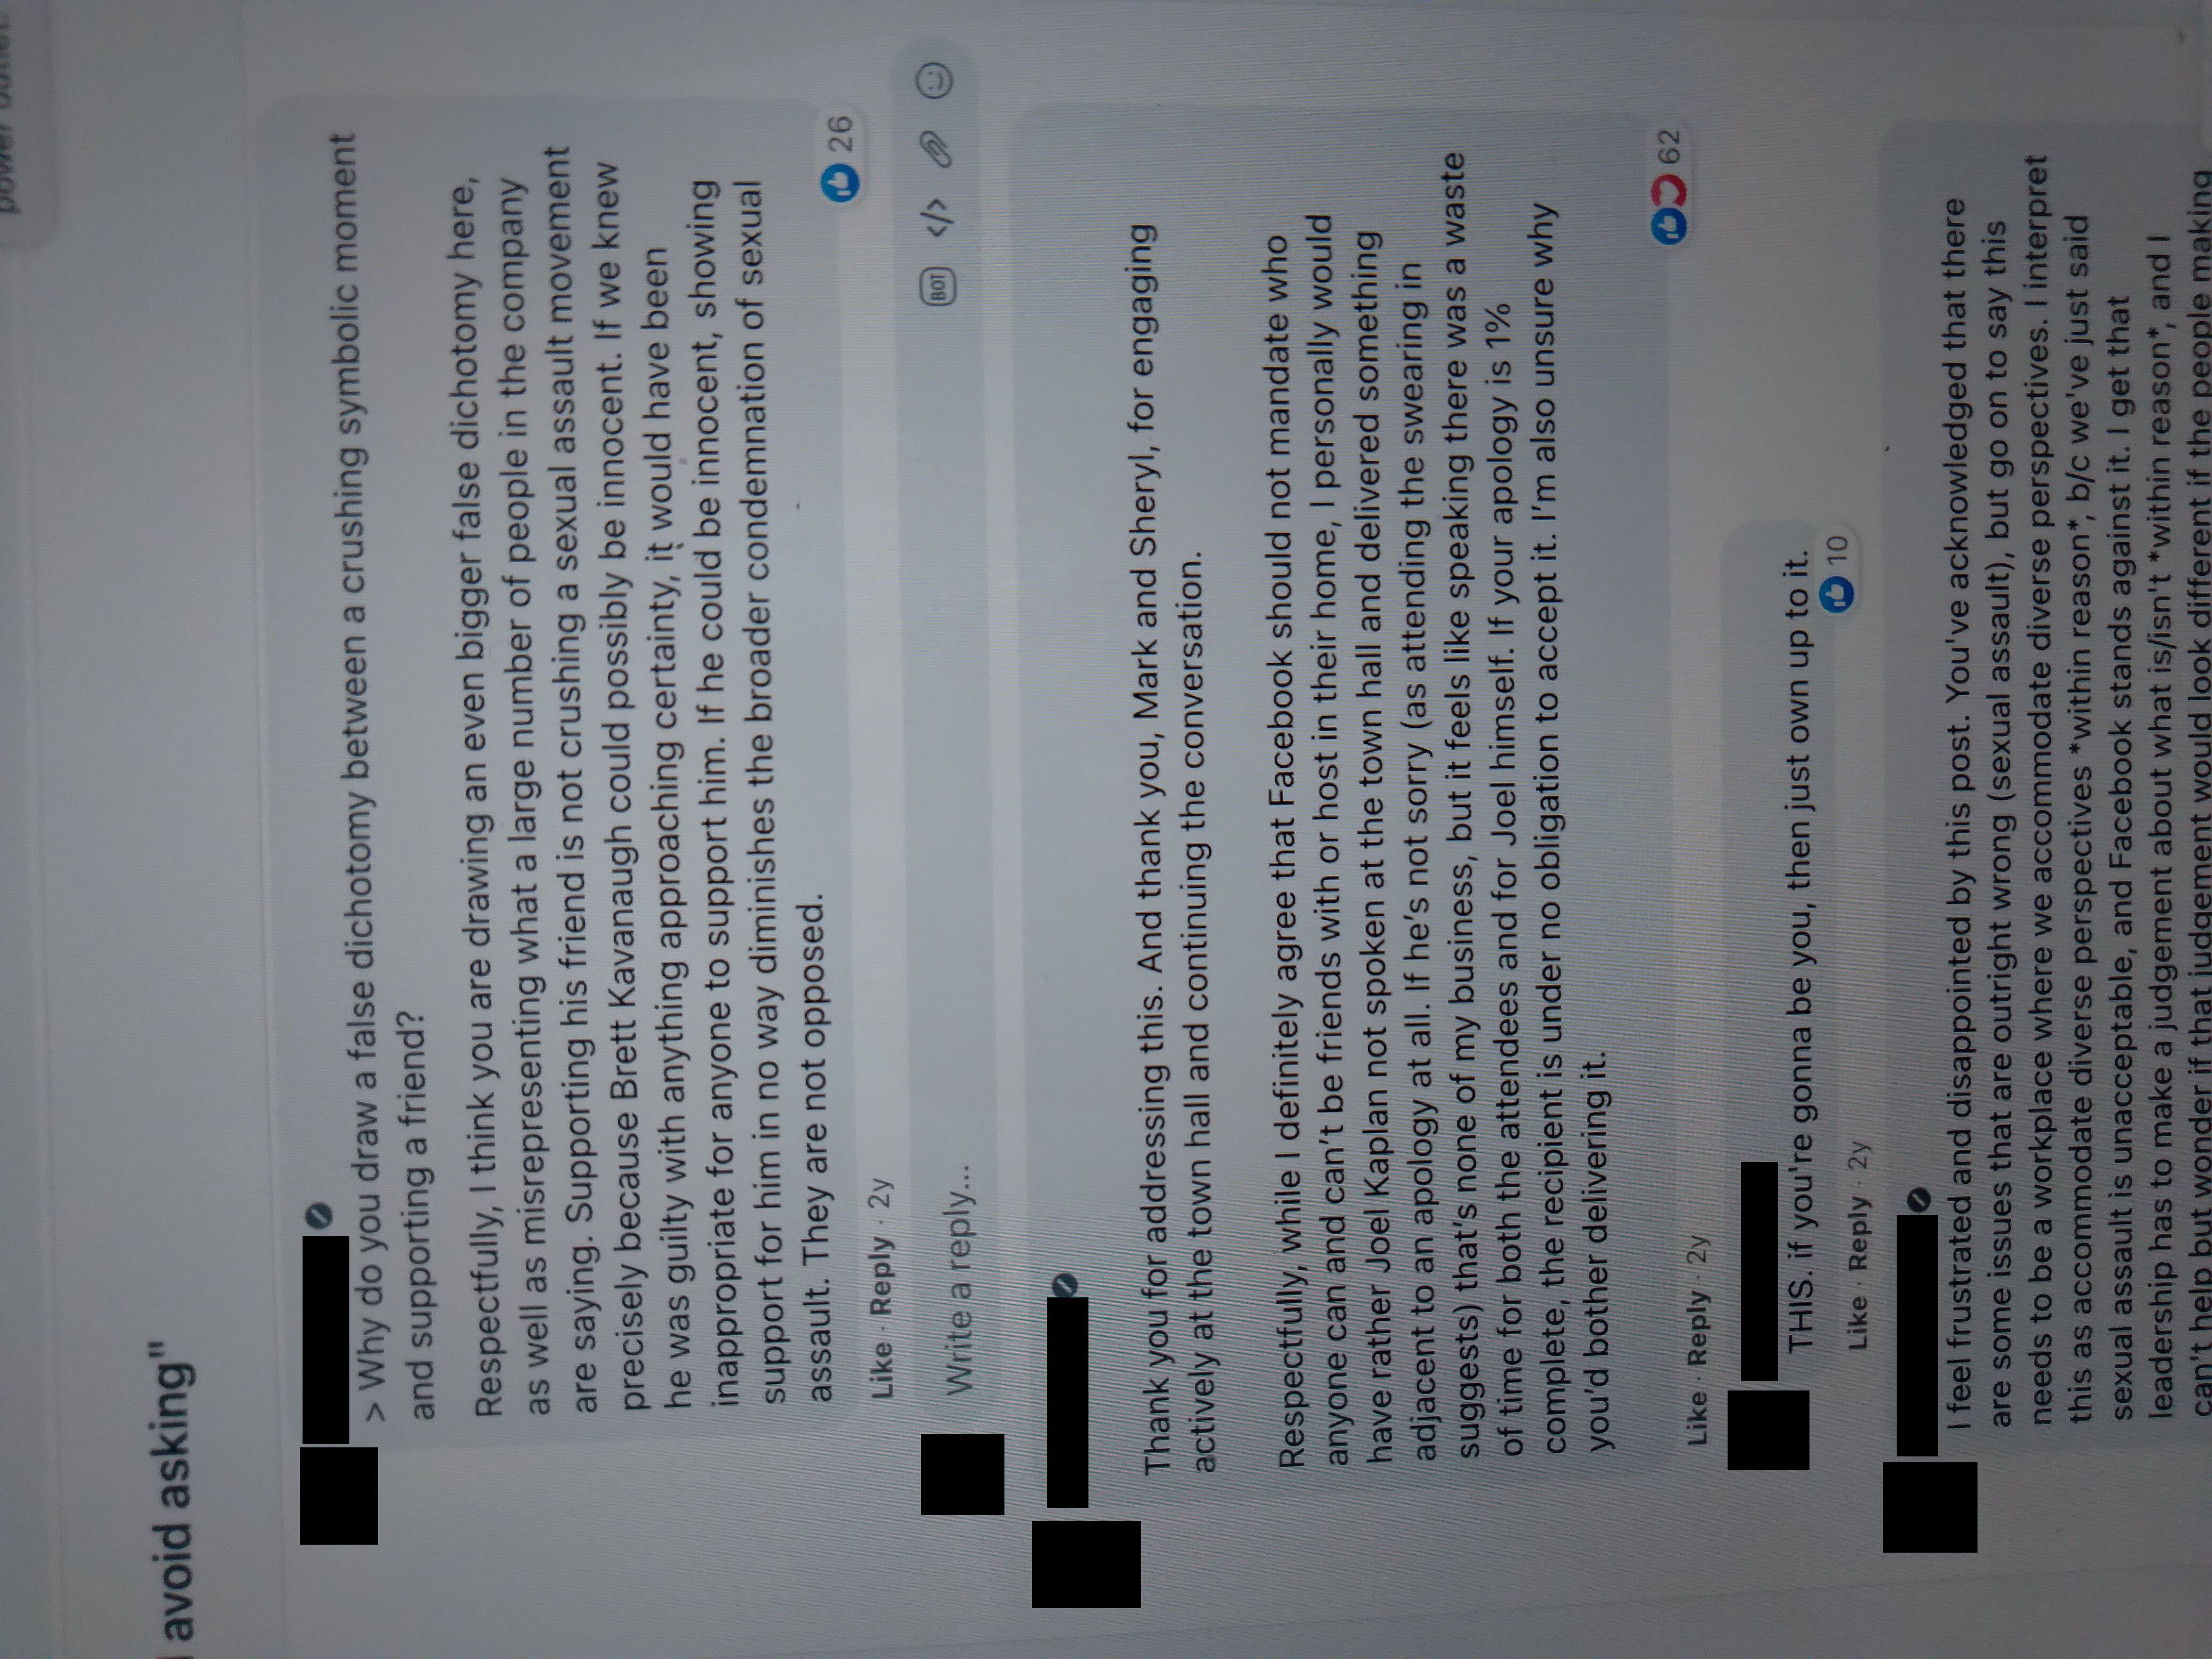 avoid asking"
> Why do you draw a false dichotomy between a crushing symbolic moment
and supporting a friend?
Respectfully, I think you are drawing an even bigger false dichotomy here,
as well as misrepresenting what a large number of people in the company
are saying. Supporting his friend is not crushing a sexual assault movement
precisely because Brett Kavanaugh could possibly be innocent. If we knew
he was guilty with anything approaching certainty, it would have been
inappropriate for anyone to support him. If he could be innocent, showing
support for him in no way diminishes the broader condemnation of sexual
assault. They are not opposed.
26
Like · Reply · 2y
Write a reply...
BOT </>
Thank you for addressing this. And thank you, Mark and Sheryl, for engaging
actively at the town hall and continuing the conversation.
Respectfully, while I definitely agree that Facebook should not mandate who
anyone can and can't be friends with or host in their home, I personally would
have rather Joel Kaplan not spoken at the town hall and delivered something
adjacent to an apology at all. If he's not sorry (as attending the swearing in
suggests) that's none of my business, but it feels like speaking there was a waste
of time for both the attendees and for Joel himself. If your apology is 1%
complete, the recipient is under no obligation to accept it. I'm also unsure why
you'd bother delivering it.
62
Like · Reply · 2y
THIS. if you're gonna be you, then just own up to it.
10
Like · Reply · 2y
I feel frustrated and disappointed by this post. You've acknowledged that there
are some issues that are outright wrong (sexual assault), but go on to say this
needs to be a workplace where we accommodate diverse perspectives. I interpret
this as accommodate diverse perspectives *within reason*, b/c we've just said
sexual assault is unacceptable, and Facebook stands against it. I get that
leadership has to make a judgement about what is/isn't *within reason*, and I
can't help but wonder if that judgement would look different if the people making